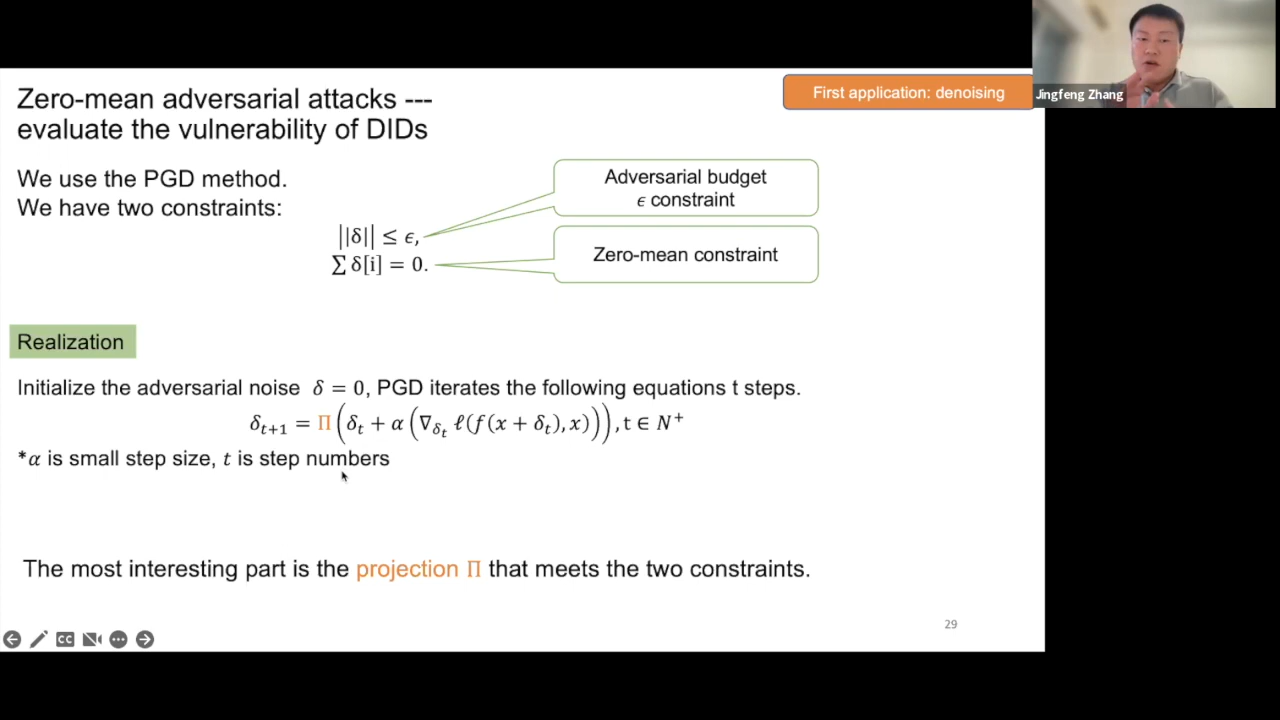 Zero-mean adversarial attacks ---
evaluate the vulnerability of DIDs
First application: denoising
Jingfeng Zhang
We use the PGD method.
We have two constraints:
||δ|| ≤ ϵ,
∑ δ[i] = 0.
Adversarial budget
ϵ constraint
Zero-mean constraint
Realization
Initialize the adversarial noise δ = 0, PGD iterates the following equations t steps.
δ_{t+1} = Π(δ_t + α(∇_{δ_t} ℓ(f(x + δ_t), x))), t ∈ N⁺
*α is small step size, t is step numbers
The most interesting part is the projection Π that meets the two constraints.
29
CC